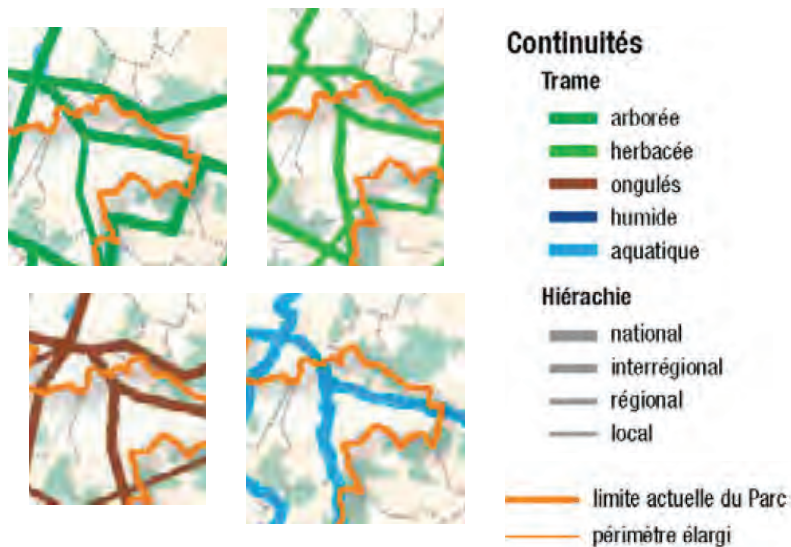 Continuités
Trame
arborée
herbacée
ongulés
humide
aquatique
Hiérachie
national
interrégional
régional
local
limite actuelle du Parc
périmètre élargi